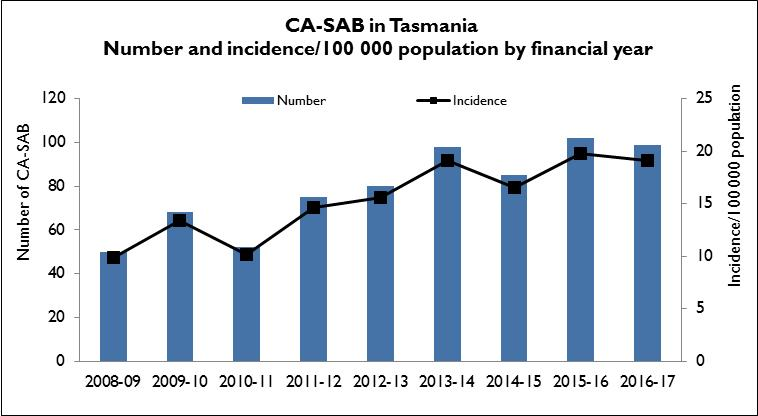 CA-SAB in Tasmania
Number and incidence/100 000 population by financial year
Number
Incidence
Number of CA-SAB
120
100
80
60
40
20
0
25
20
15
10
5
0
Incidence/100 000 population
2008-09 2009-10 2010-11 2011-12 2012-13 2013-14 2014-15 2015-16 2016-17